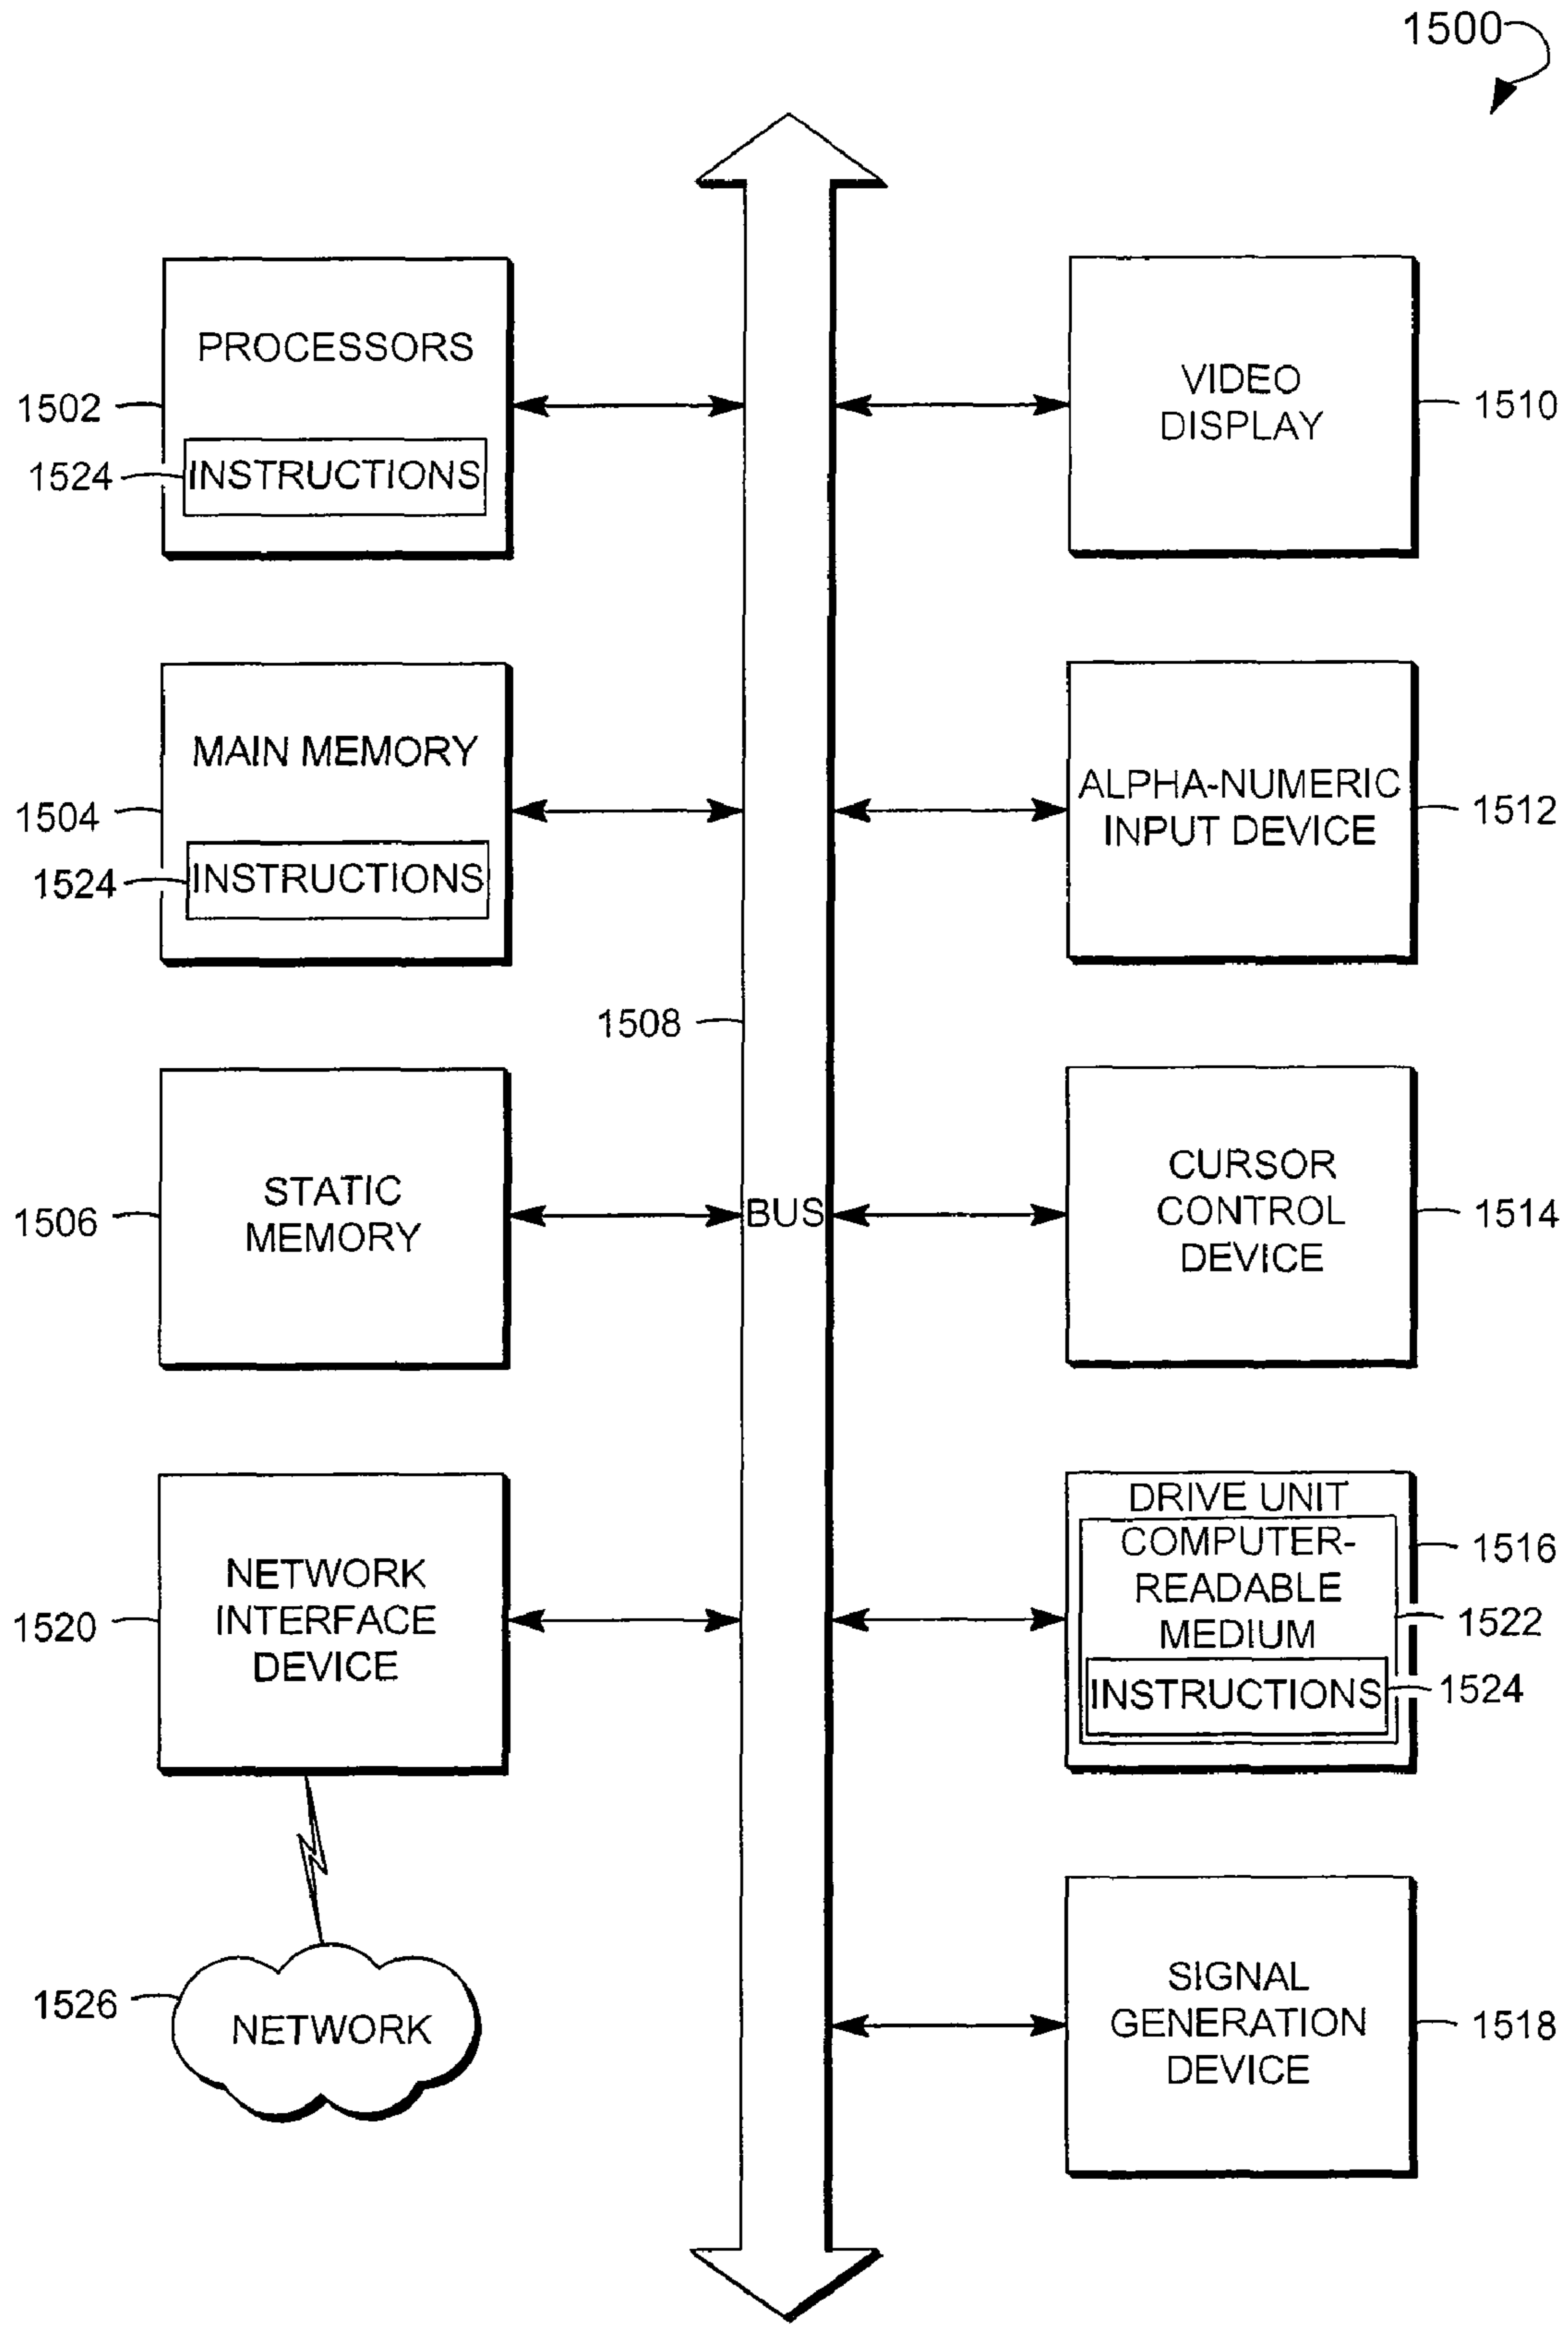 1500
PROCESSORS
1502
1524
INSTRUCTIONS
VIDEO
DISPLAY
1510
MAIN MEMORY
1504
1524
INSTRUCTIONS
ALPHA-NUMERIC
INPUT DEVICE
1512
1508
STATIC
MEMORY
1506
BUS
CURSOR
CONTROL
DEVICE
1514
NETWORK
INTERFACE
DEVICE
1520
DRIVE UNIT
COMPUTER-
READABLE
MEDIUM
INSTRUCTIONS
1516
1522
1524
1526
NETWORK
SIGNAL
GENERATION
DEVICE
1518